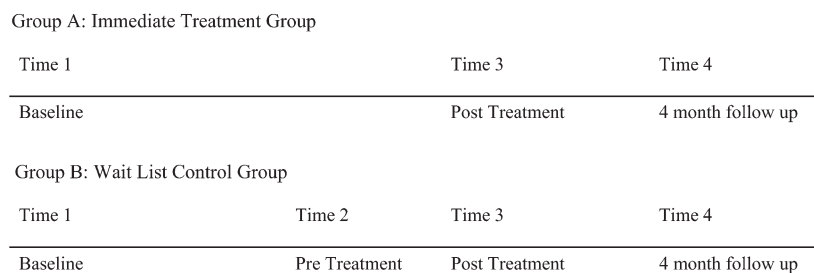 Group A: Immediate Treatment Group
Time 1 Time 3 Time 4
Baseline Post Treatment 4 month follow up
Group B: Wait List Control Group
Time 1 Time 2 Time 3 Time 4
Baseline Pre Treatment Post Treatment 4 month follow up